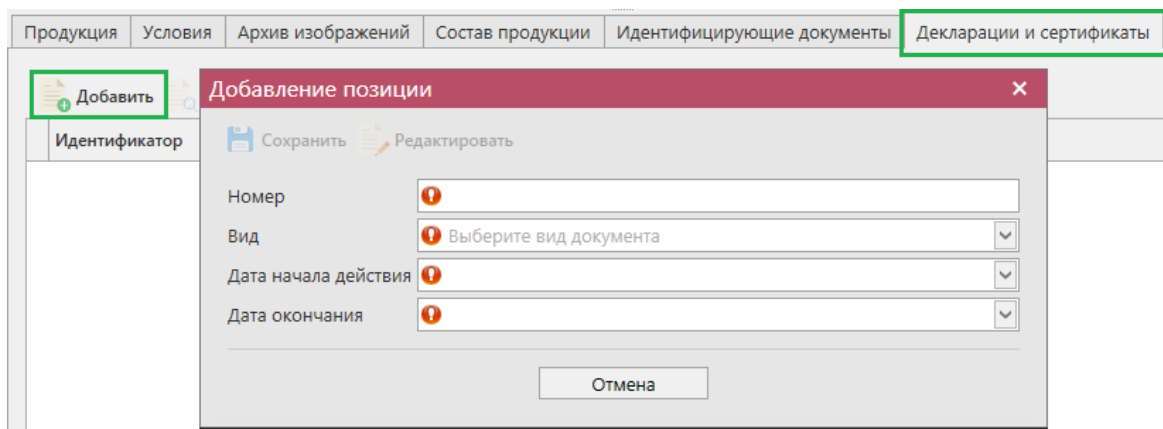 Продукция Условия Архив изображений Состав продукции Идентифицирующие документы Декларации и сертификаты
Добавить
Добавление позиции
Идентификатор
Сохранить Редактировать
Номер
Вид Выберите вид документа
Дата начала действия
Дата окончания
Отмена